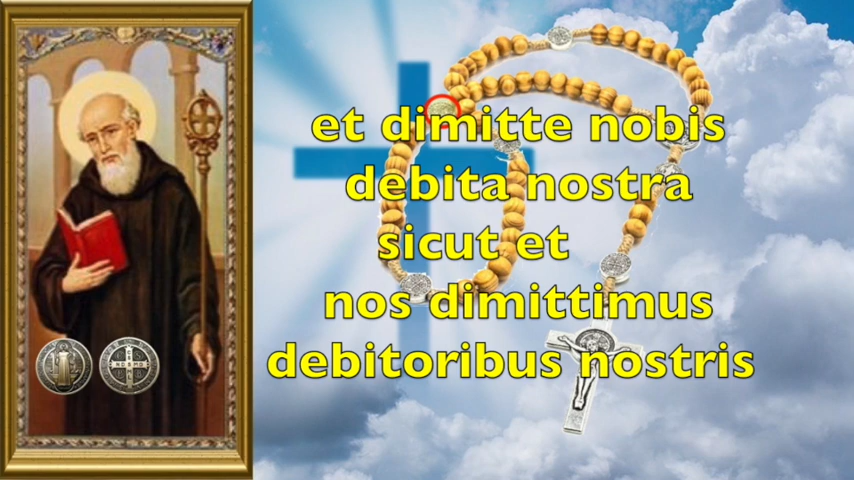 et dimitte nobis
debita nostra
sicut et
nos dimittimus
debitoribus nostris